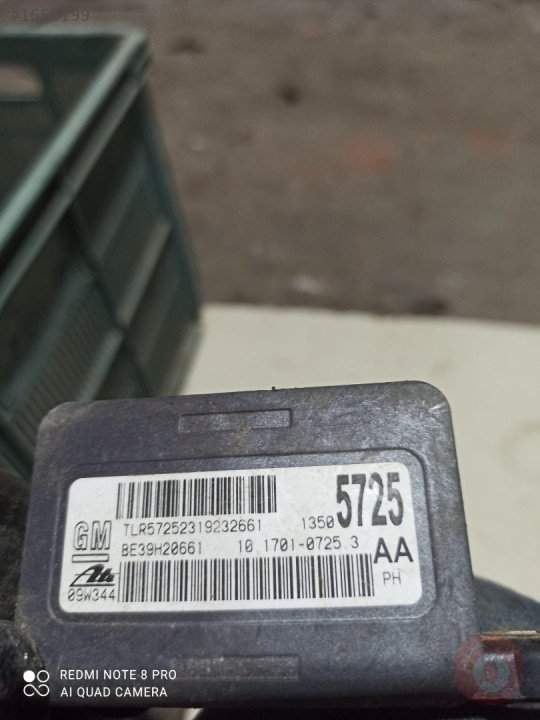 GM
TLR57252319232661 1350 5725
BE39H20661 10.1701-0725.3 AA
Ate
09W344 PH
REDMI NOTE 8 PRO
AI QUAD CAMERA